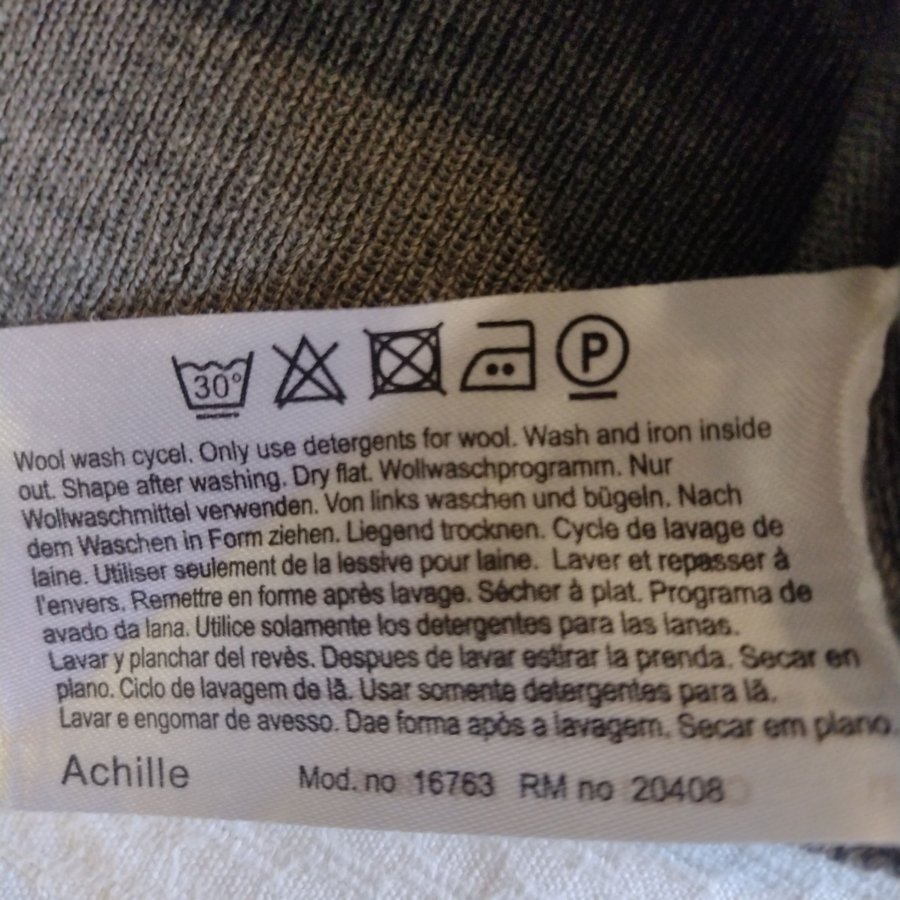 30°
P
Wool wash cycel. Only use detergents for wool. Wash and iron inside
out. Shape after washing. Dry flat. Wollwaschprogramm. Nur
Wollwaschmittel verwenden. Von links waschen und bügeln. Nach
dem Waschen in Form ziehen. Liegend trocknen. Cycle de lavage de
laine. Utiliser seulement de la lessive pour laine. Laver et repasser à
l'envers. Remettre en forme après lavage. Sécher à plat. Programa de
avado da lana. Utilice solamente los detergentes para las lanas.
Lavar y planchar del revès. Despues de lavar estirar la prenda. Secar en
plano. Ciclo de lavagem de lã. Usar somente detergentes para lã.
Lavar e engomar de avesso. Dae forma apòs a lavagem. Secar em plano.
Achille Mod. no 16763 RM no 20408